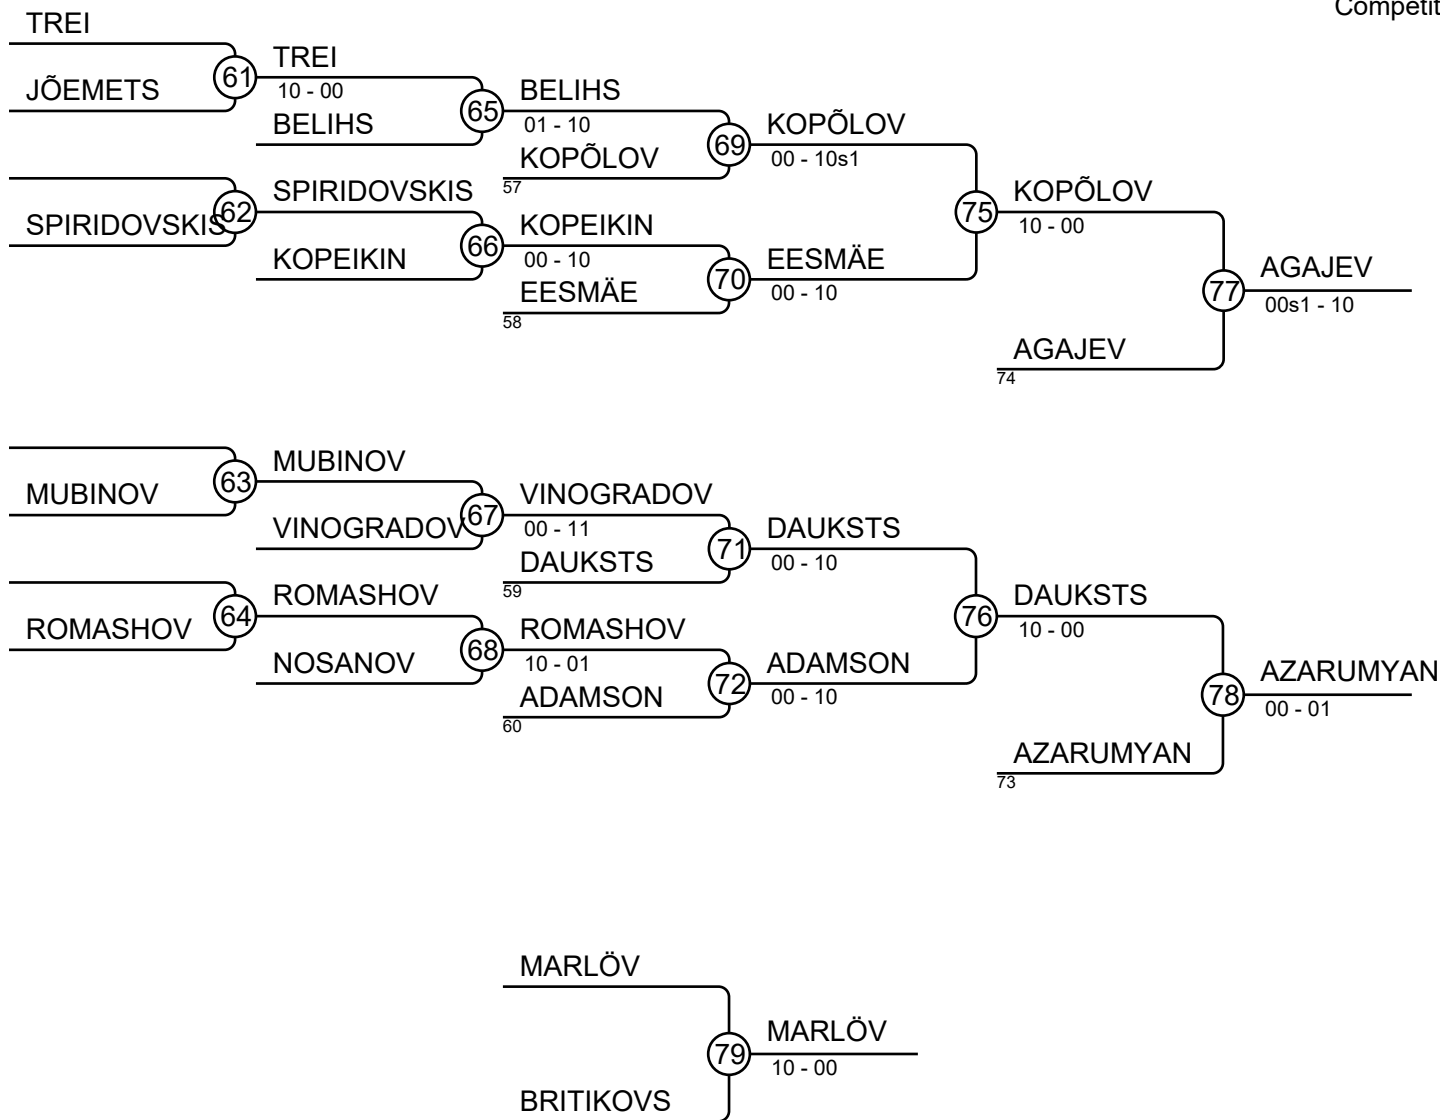 Competit
TREI
61
JÕEMETS
TREI
10 - 00
65
BELIHS
BELIHS
01 - 10
69
KOPÕLOV
57
KOPÕLOV
00 - 10s1
62
SPIRIDOVSKIS
SPIRIDOVSKIS
66
KOPEIKIN
KOPEIKIN
00 - 10
70
EESMÄE
58
EESMÄE
00 - 10
75
KOPÕLOV
10 - 00
77
AGAJEV
74
AGAJEV
00s1 - 10
63
MUBINOV
MUBINOV
67
VINOGRADOV
VINOGRADOV
00 - 11
71
DAUKSTS
59
DAUKSTS
00 - 10
64
ROMASHOV
ROMASHOV
68
NOSANOV
ROMASHOV
10 - 01
72
ADAMSON
60
ADAMSON
00 - 10
76
DAUKSTS
10 - 00
78
AZARUMYAN
73
AZARUMYAN
00 - 01
MARLÖV
79
BRITIKOVS
MARLÖV
10 - 00